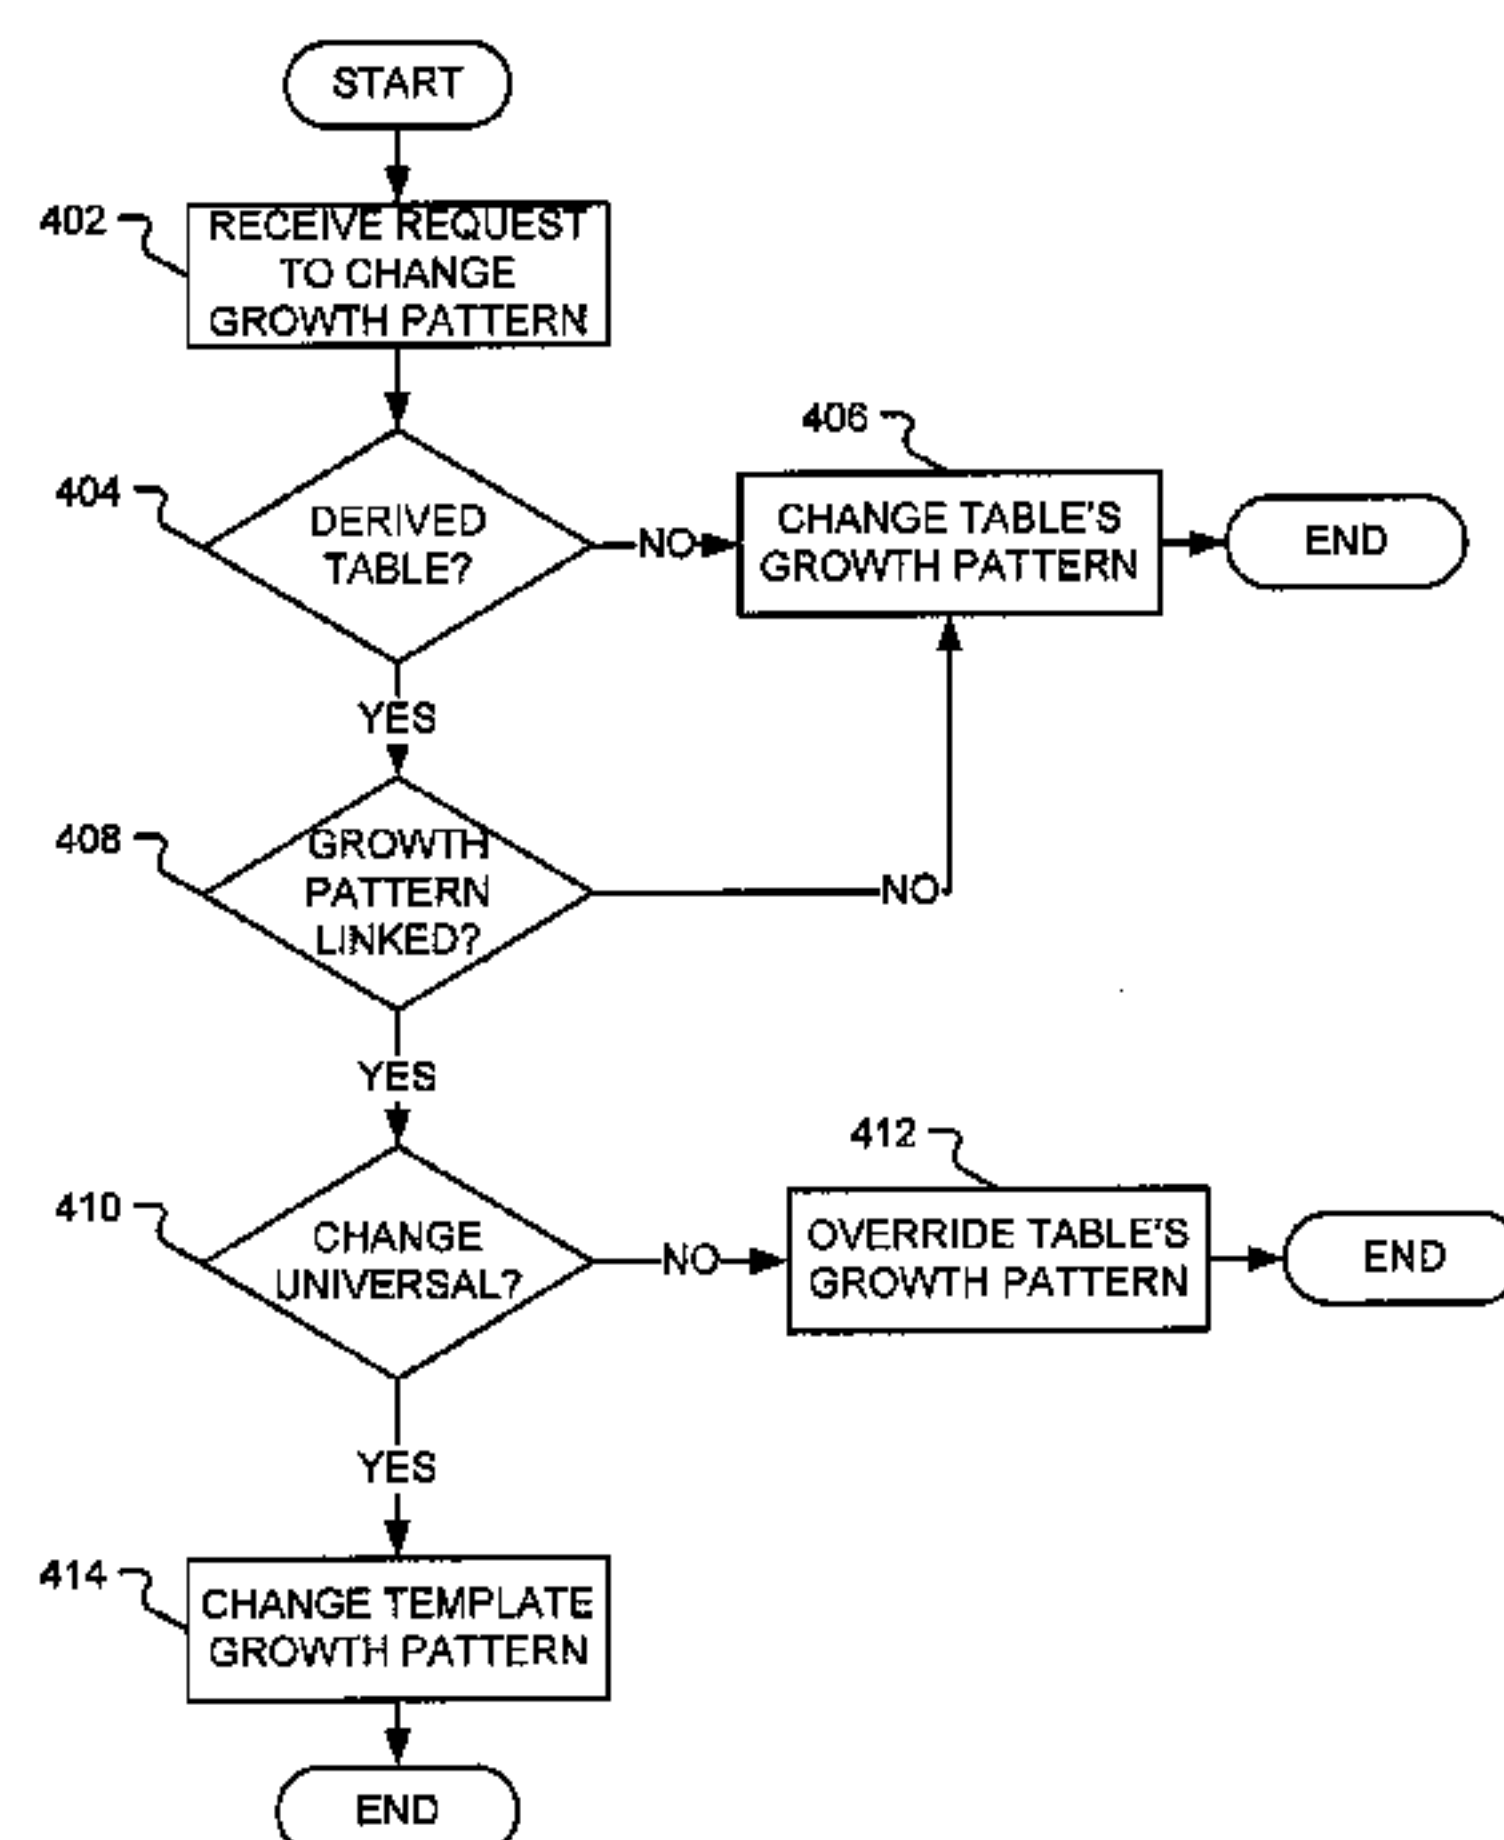 START
402
RECEIVE REQUEST
TO CHANGE
GROWTH PATTERN
406
404
DERIVED
TABLE?
NO
CHANGE TABLE'S
GROWTH PATTERN
END
YES
408
GROWTH
PATTERN
LINKED?
NO
YES
412
410
CHANGE
UNIVERSAL?
NO
OVERRIDE TABLE'S
GROWTH PATTERN
END
YES
414
CHANGE TEMPLATE
GROWTH PATTERN
END